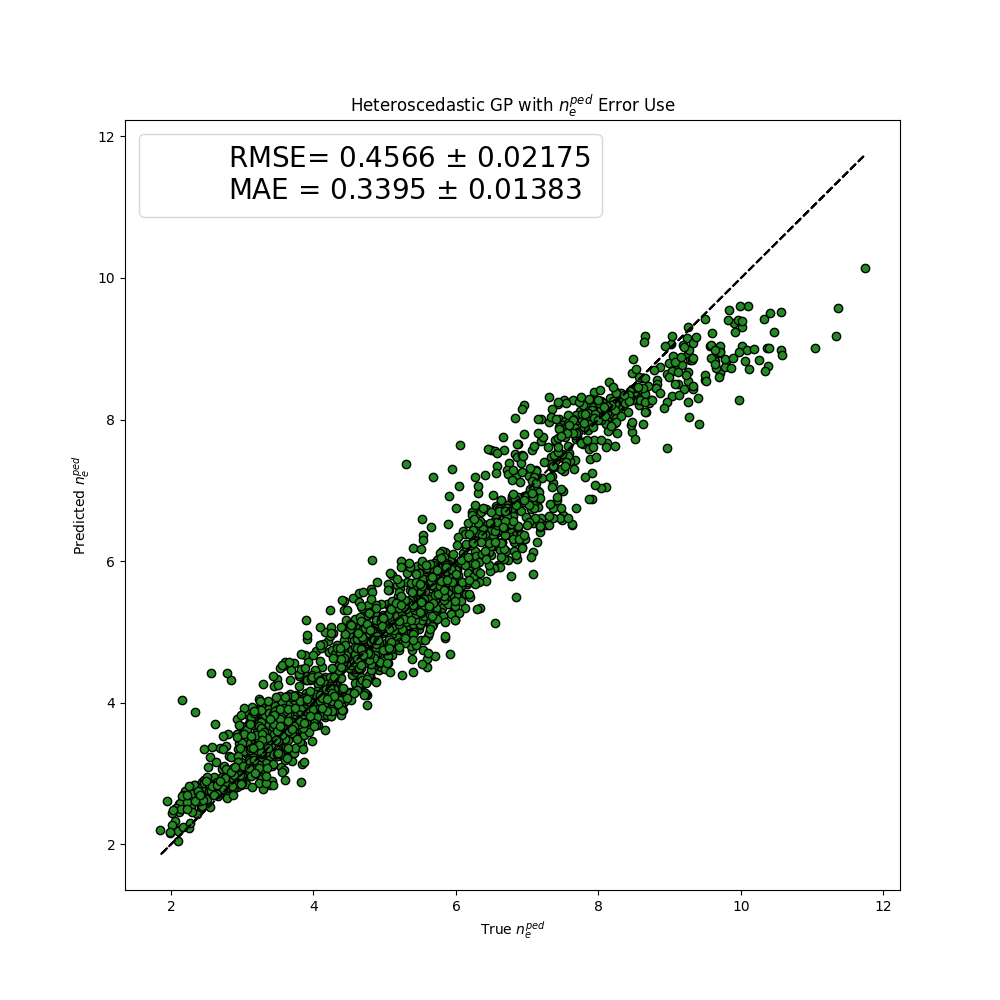 Heteroscedastic GP with $n_e^{ped}$ Error Use
RMSE= 0.4566 ± 0.02175
MAE = 0.3395 ± 0.01383
12
10
8
6
4
2
Predicted $n_e^{ped}$
2 4 6 8 10 12
True $n_e^{ped}$